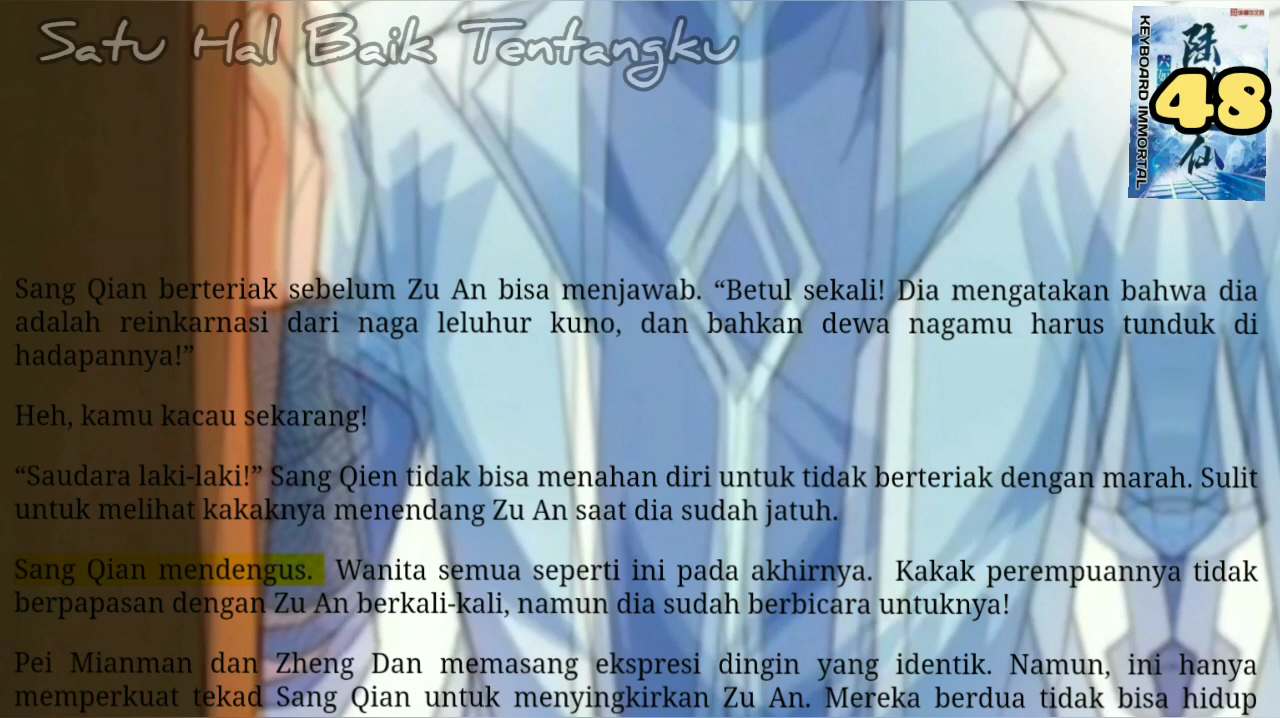 Satu Hal Baik Tentangku
KEYBOARD IMMORTAL
48
Sang Qian berteriak sebelum Zu An bisa menjawab. “Betul sekali! Dia mengatakan bahwa dia
adalah reinkarnasi dari naga leluhur kuno, dan bahkan dewa nagamu harus tunduk di
hadapannya!”
Heh, kamu kacau sekarang!
“Saudara laki-laki!” Sang Qien tidak bisa menahan diri untuk tidak berteriak dengan marah. Sulit
untuk melihat kakaknya menendang Zu An saat dia sudah jatuh.
Sang Qian mendengus. Wanita semua seperti ini pada akhirnya. Kakak perempuannya tidak
berpapasan dengan Zu An berkali-kali, namun dia sudah berbicara untuknya!
Pei Mianman dan Zheng Dan memasang ekspresi dingin yang identik. Namun, ini hanya
memperkuat tekad Sang Qian untuk menyingkirkan Zu An. Mereka berdua tidak bisa hidup